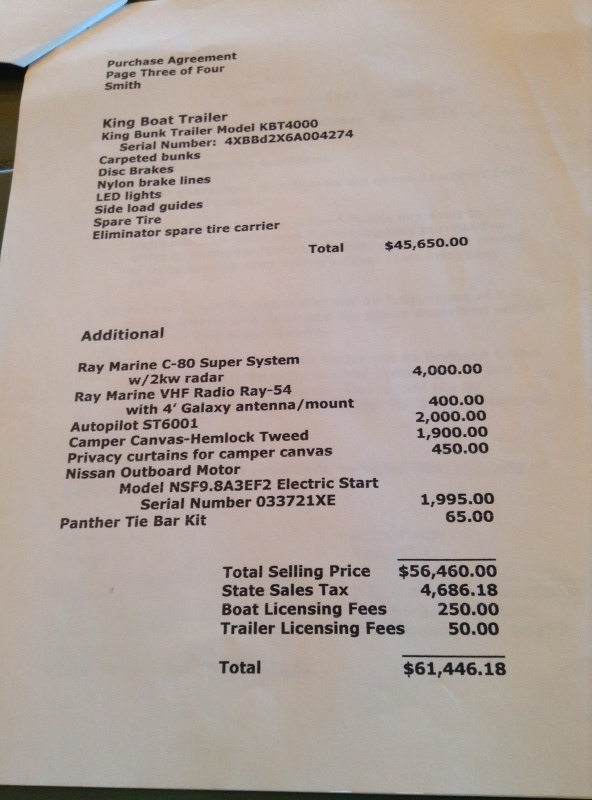 Purchase Agreement
Page Three of Four
Smith
King Boat Trailer
King Bunk Trailer Model KBT4000
Serial Number: 4XBBd2X6A004274
Carpeted bunks
Disc Brakes
Nylon brake lines
LED lights
Side load guides
Spare Tire
Eliminator spare tire carrier
Total $45,650.00
Additional
Ray Marine C-80 Super System
w/2kw radar 4,000.00
Ray Marine VHF Radio Ray-54
with 4' Galaxy antenna/mount 400.00
Autopilot ST6001 2,000.00
Camper Canvas-Hemlock Tweed 1,900.00
Privacy curtains for camper canvas 450.00
Nissan Outboard Motor
Model NSF9.8A3EF2 Electric Start
Serial Number 033721XE 1,995.00
Panther Tie Bar Kit 65.00
Total Selling Price $56,460.00
State Sales Tax 4,686.18
Boat Licensing Fees 250.00
Trailer Licensing Fees 50.00
Total $61,446.18